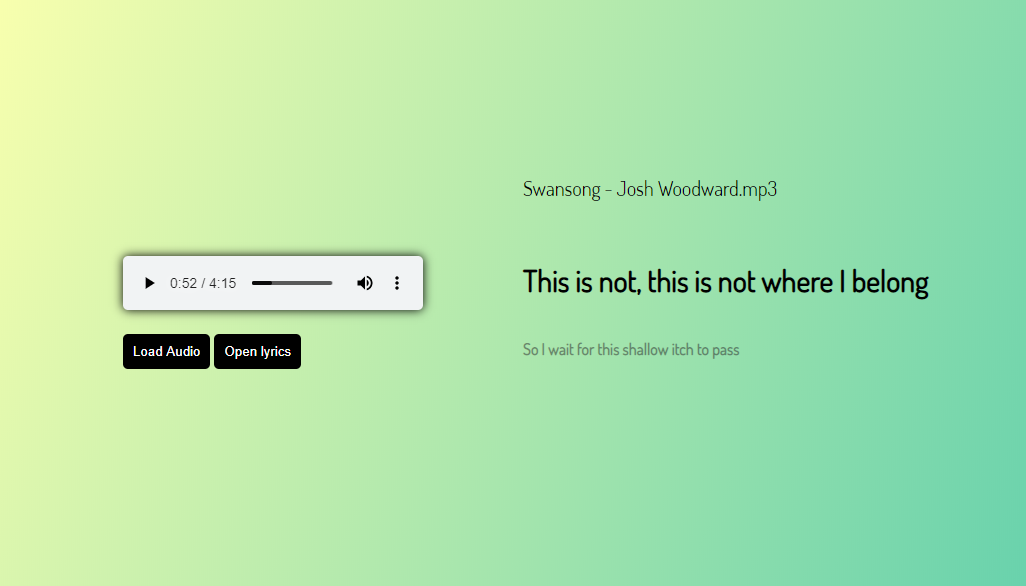 Swansong - Josh Woodward.mp3
0:52 / 4:15
This is not, this is not where I belong
Load Audio
Open lyrics
So I wait for this shallow itch to pass